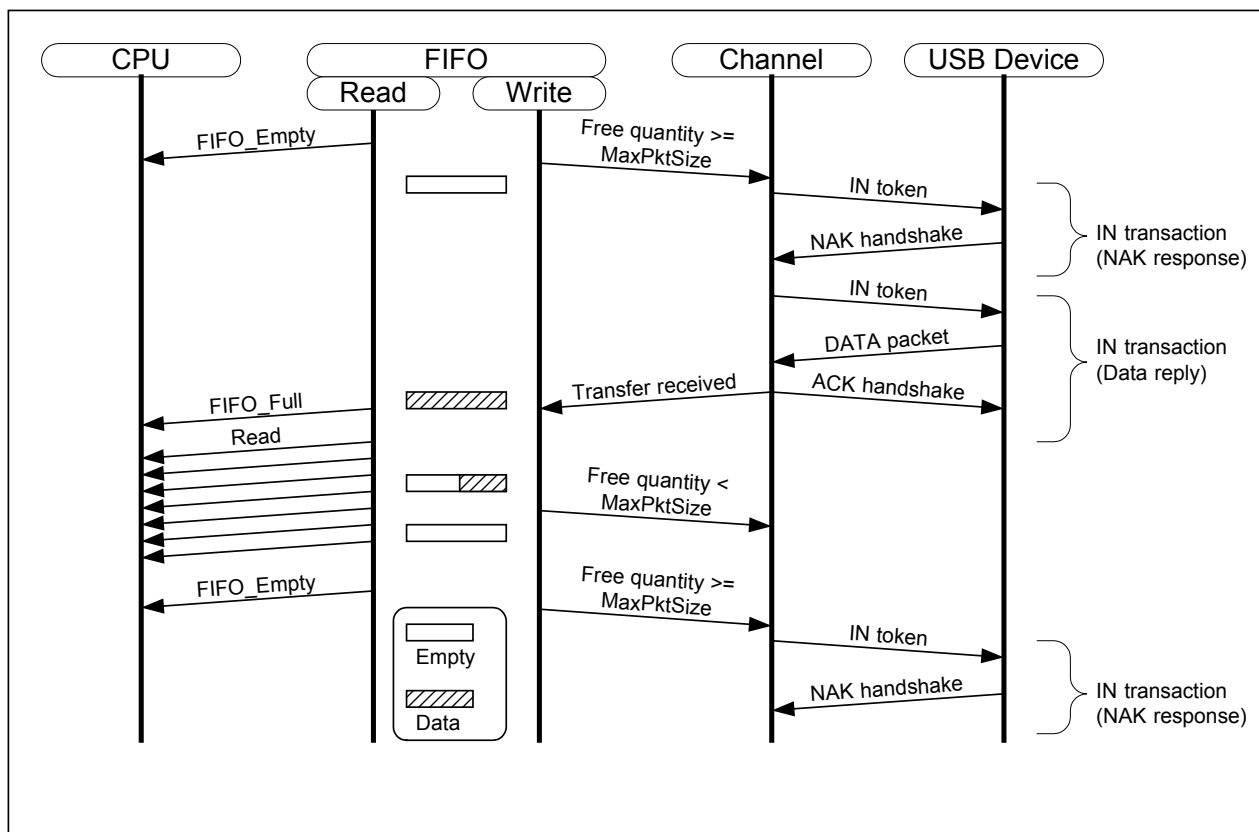 CPU
FIFO
Channel
USB Device
Read
Write
FIFO_Empty
Free quantity >=
MaxPktSize
IN token
NAK handshake
IN transaction
(NAK response)
IN token
DATA packet
IN transaction
(Data reply)
Transfer received
ACK handshake
FIFO_Full
Read
Free quantity <
MaxPktSize
FIFO_Empty
Free quantity >=
MaxPktSize
IN token
Empty
NAK handshake
IN transaction
(NAK response)
Data